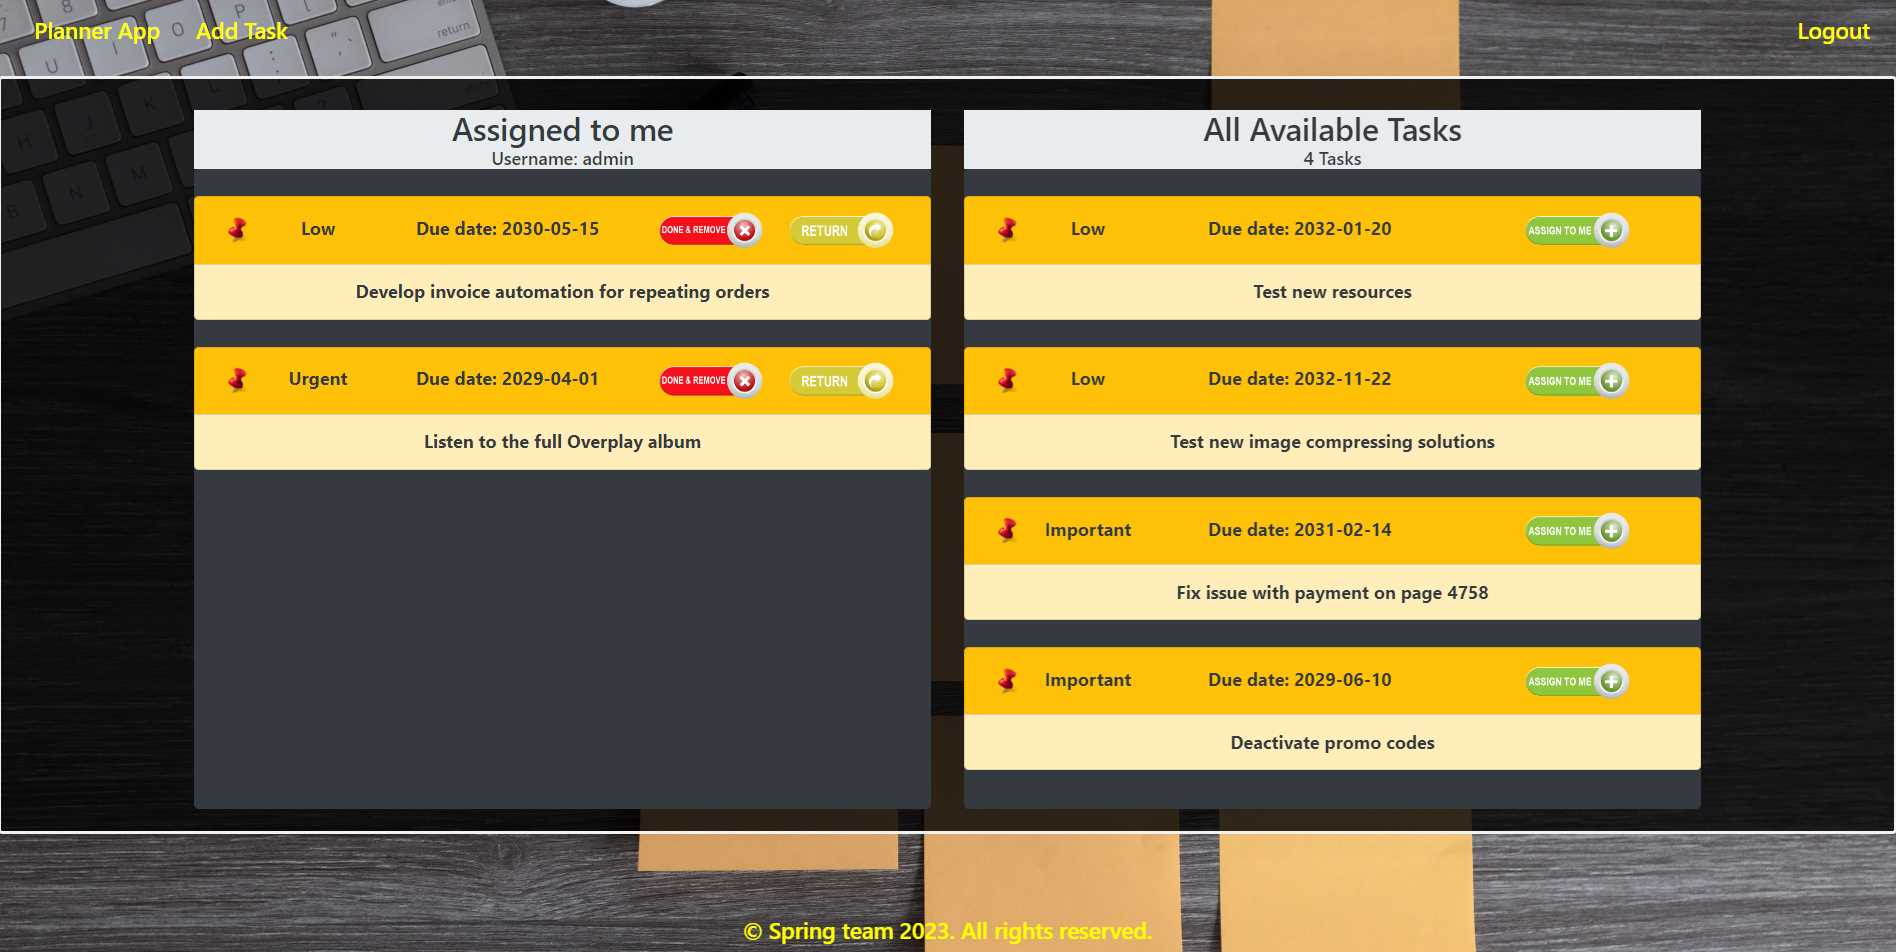 Planner App
Add Task
Logout
Assigned to me
Username: admin
Low
Due date: 2030-05-15
DONE & REMOVE
RETURN
Develop invoice automation for repeating orders
Urgent
Due date: 2029-04-01
DONE & REMOVE
RETURN
Listen to the full Overplay album
All Available Tasks
4 Tasks
Low
Due date: 2032-01-20
ASSIGN TO ME
Test new resources
Low
Due date: 2032-11-22
ASSIGN TO ME
Test new image compressing solutions
Important
Due date: 2031-02-14
ASSIGN TO ME
Fix issue with payment on page 4758
Important
Due date: 2029-06-10
ASSIGN TO ME
Deactivate promo codes
© Spring team 2023. All rights reserved.
8
O
P
U
I
return
H
J
K
L
B
N
M